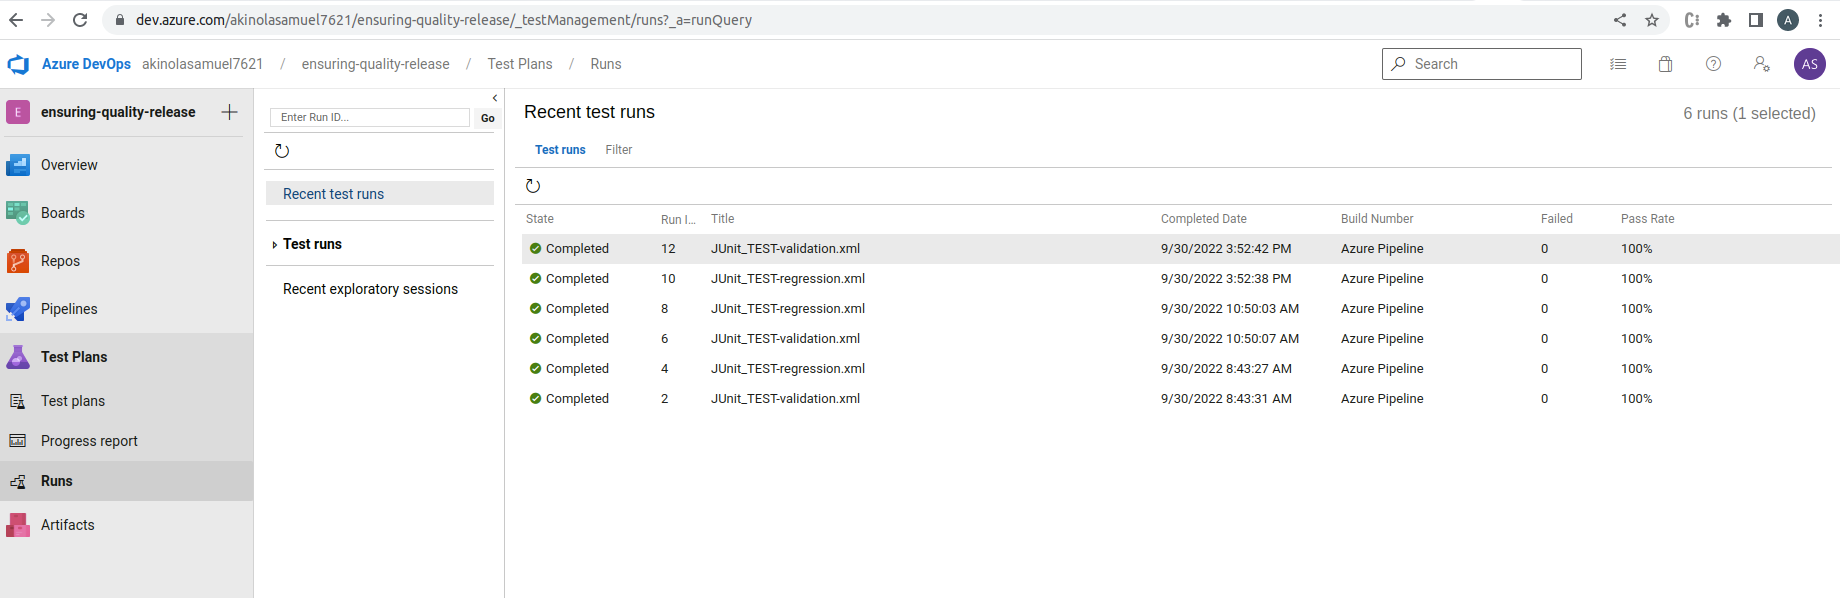 dev.azure.com/akinolasamuel7621/ensuring-quality-release/_testManagement/runs?_a=runQuery
A
Azure DevOps akinolasamuel7621 / ensuring-quality-release / Test Plans / Runs
Search
AS
E ensuring-quality-release
Overview
Boards
Repos
Pipelines
Test Plans
Test plans
Progress report
Runs
Artifacts
Enter Run ID...
Go
Recent test runs
Test runs
Recent exploratory sessions
Recent test runs
6 runs (1 selected)
Test runs Filter
State Run I... Title Completed Date Build Number Failed Pass Rate
Completed 12 JUnit_TEST-validation.xml 9/30/2022 3:52:42 PM Azure Pipeline 0 100%
Completed 10 JUnit_TEST-regression.xml 9/30/2022 3:52:38 PM Azure Pipeline 0 100%
Completed 8 JUnit_TEST-regression.xml 9/30/2022 10:50:03 AM Azure Pipeline 0 100%
Completed 6 JUnit_TEST-validation.xml 9/30/2022 10:50:07 AM Azure Pipeline 0 100%
Completed 4 JUnit_TEST-regression.xml 9/30/2022 8:43:27 AM Azure Pipeline 0 100%
Completed 2 JUnit_TEST-validation.xml 9/30/2022 8:43:31 AM Azure Pipeline 0 100%